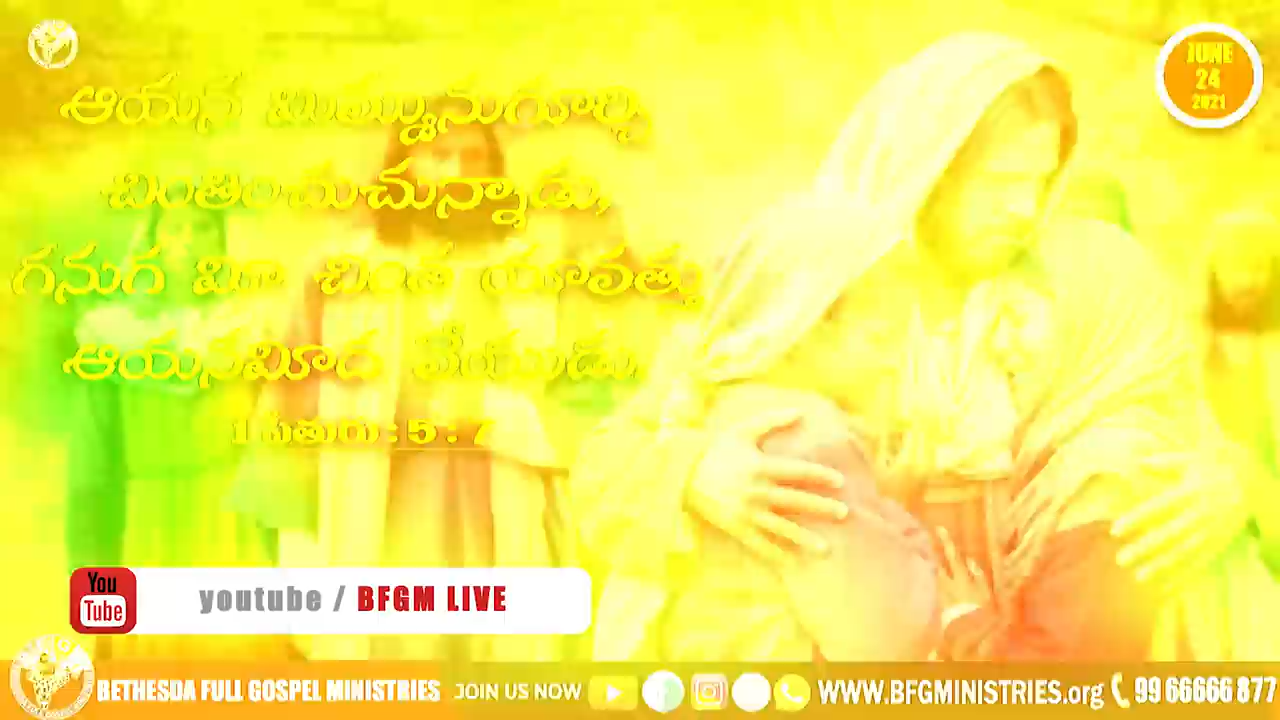 JUNE
24
2021
ఆయన మిమ్మునుగూర్చి
చింతించుచున్నాడు,
గనుక మీ చింత యావత్తు
ఆయనమీద వేయుడు.
1పేతురు:5:7
You
Tube
youtube / BFGM LIVE
BETHESDA FULL GOSPEL MINISTRIES JOIN US NOW WWW.BFGMINISTRIES.org 99 66666 877